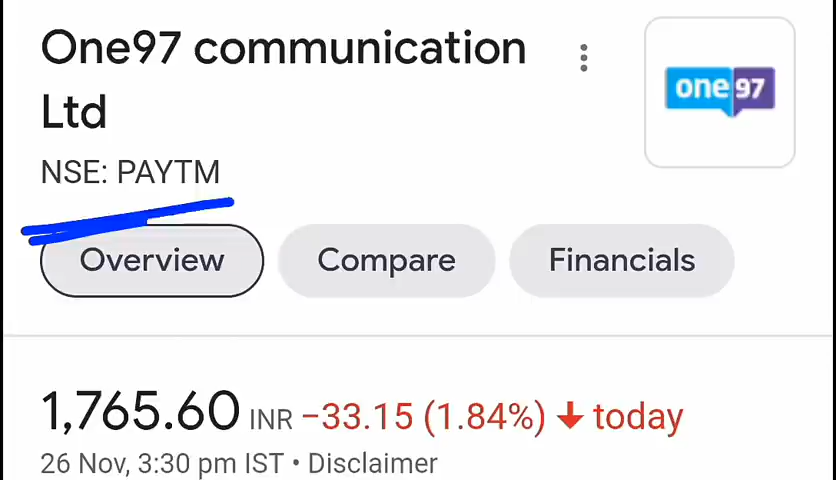 One97 communication
Ltd
one97
NSE: PAYTM
Overview Compare Financials
1,765.60 INR −33.15 (1.84%) ↓ today
26 Nov, 3:30 pm IST • Disclaimer